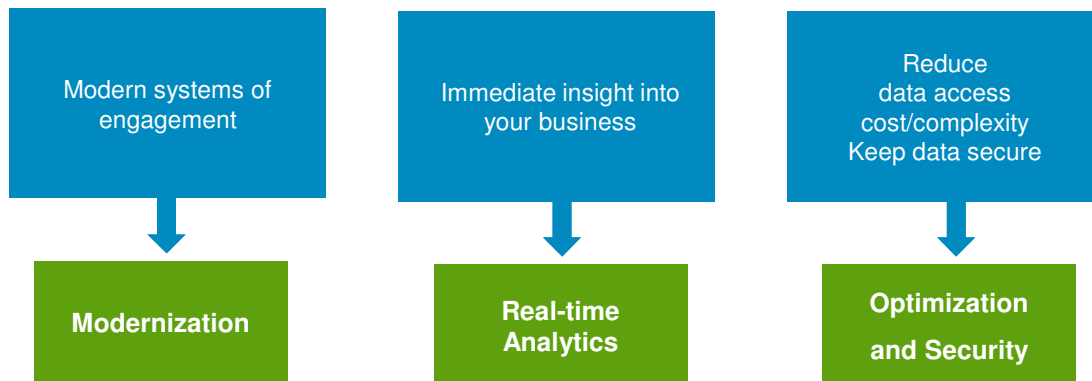 Modern systems of
engagement
Immediate insight into
your business
Reduce
data access
cost/complexity
Keep data secure
Modernization
Real-time
Analytics
Optimization
and Security